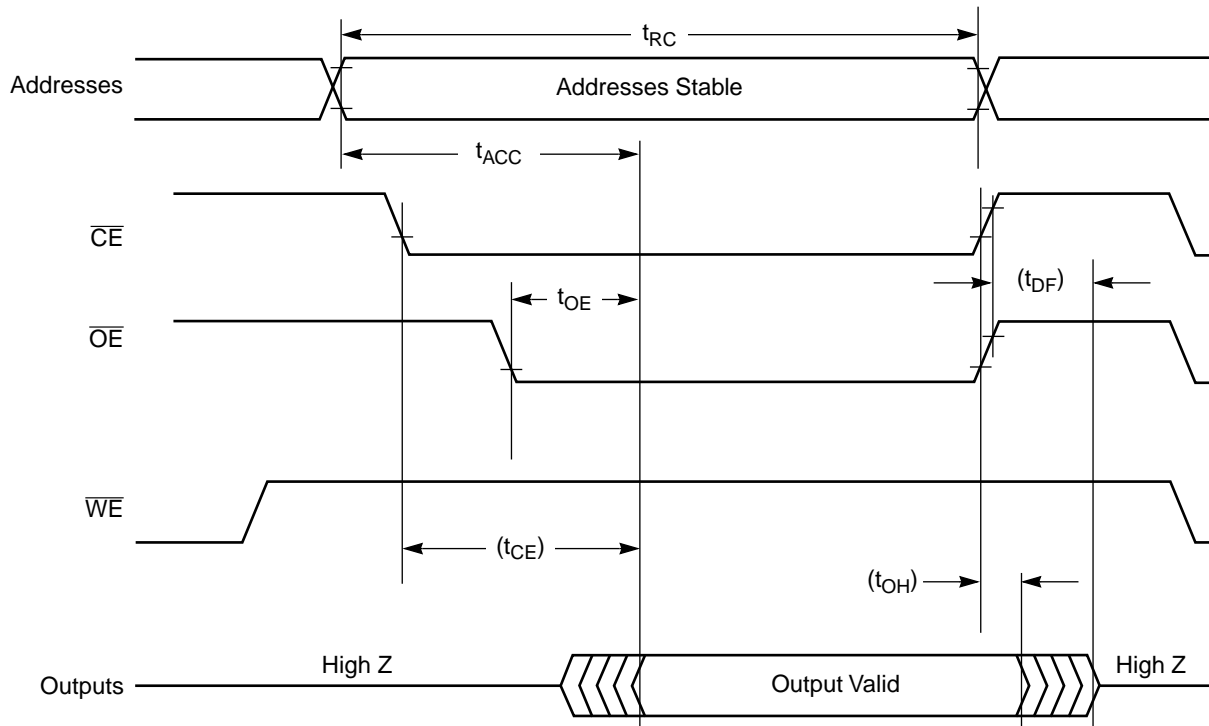 tRC
Addresses
Addresses Stable
tACC
CE
tOE
(tDF)
OE
WE
(tCE)
(tOH)
High Z
Output Valid
High Z
Outputs